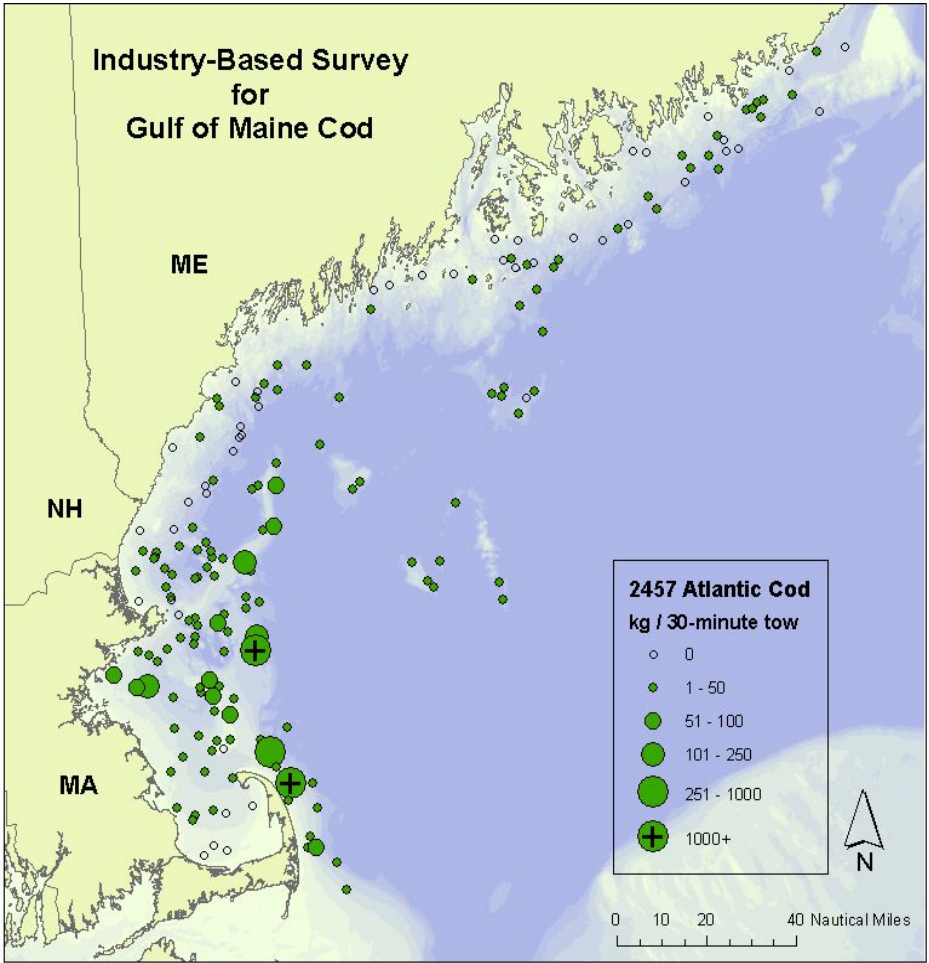 Industry-Based Survey
for
Gulf of Maine Cod
ME
NH
MA
2457 Atlantic Cod
kg / 30-minute tow
0
1 - 50
51 - 100
101 - 250
251 - 1000
1000+
N
0 10 20 40 Nautical Miles